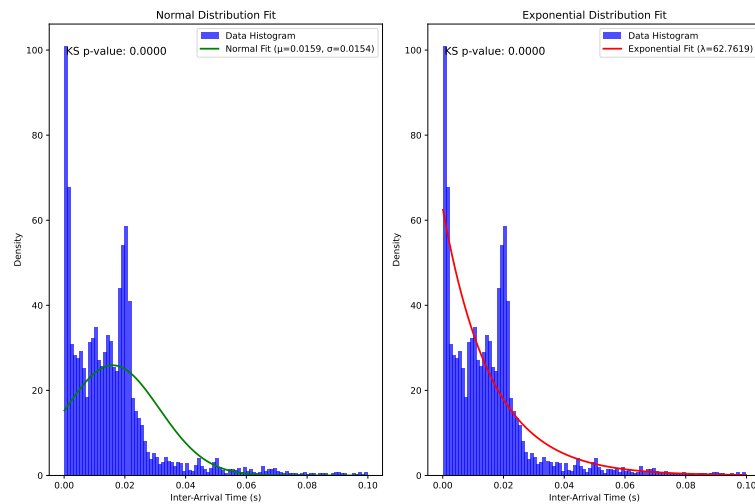 Normal Distribution Fit
KS p-value: 0.0000
Data Histogram
Normal Fit (μ=0.0159, σ=0.0154)
100
80
60
40
20
0
Density
0.00 0.02 0.04 0.06 0.08 0.10
Inter-Arrival Time (s)
Exponential Distribution Fit
KS p-value: 0.0000
Data Histogram
Exponential Fit (λ=62.7619)
100
80
60
40
20
0
Density
0.00 0.02 0.04 0.06 0.08 0.10
Inter-Arrival Time (s)